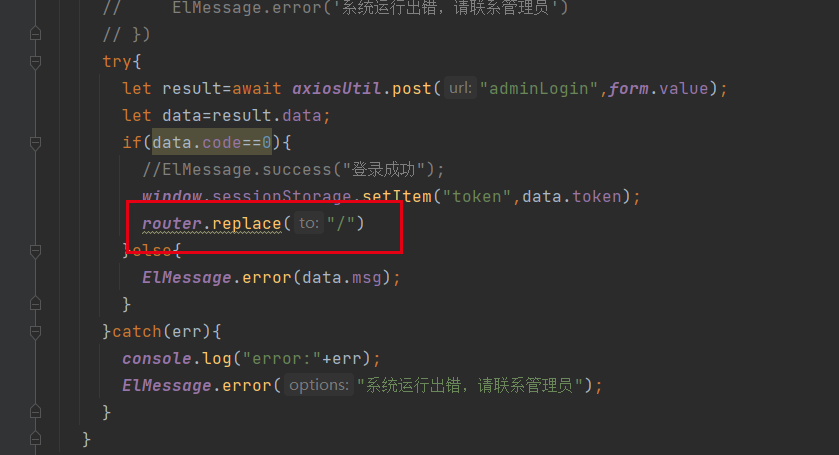 //     ElMessage.error('系统运行出错，请联系管理员')
// })
try{
let result=await axiosUtil.post( url: "adminLogin",form.value);
let data=result.data;
if(data.code==0){
//ElMessage.success("登录成功");
window.sessionStorage.setItem("token",data.token);
router.replace( to: "/")
}else{
ElMessage.error(data.msg);
}
}catch(err){
console.log("error:"+err);
ElMessage.error( options: "系统运行出错，请联系管理员");
}
}